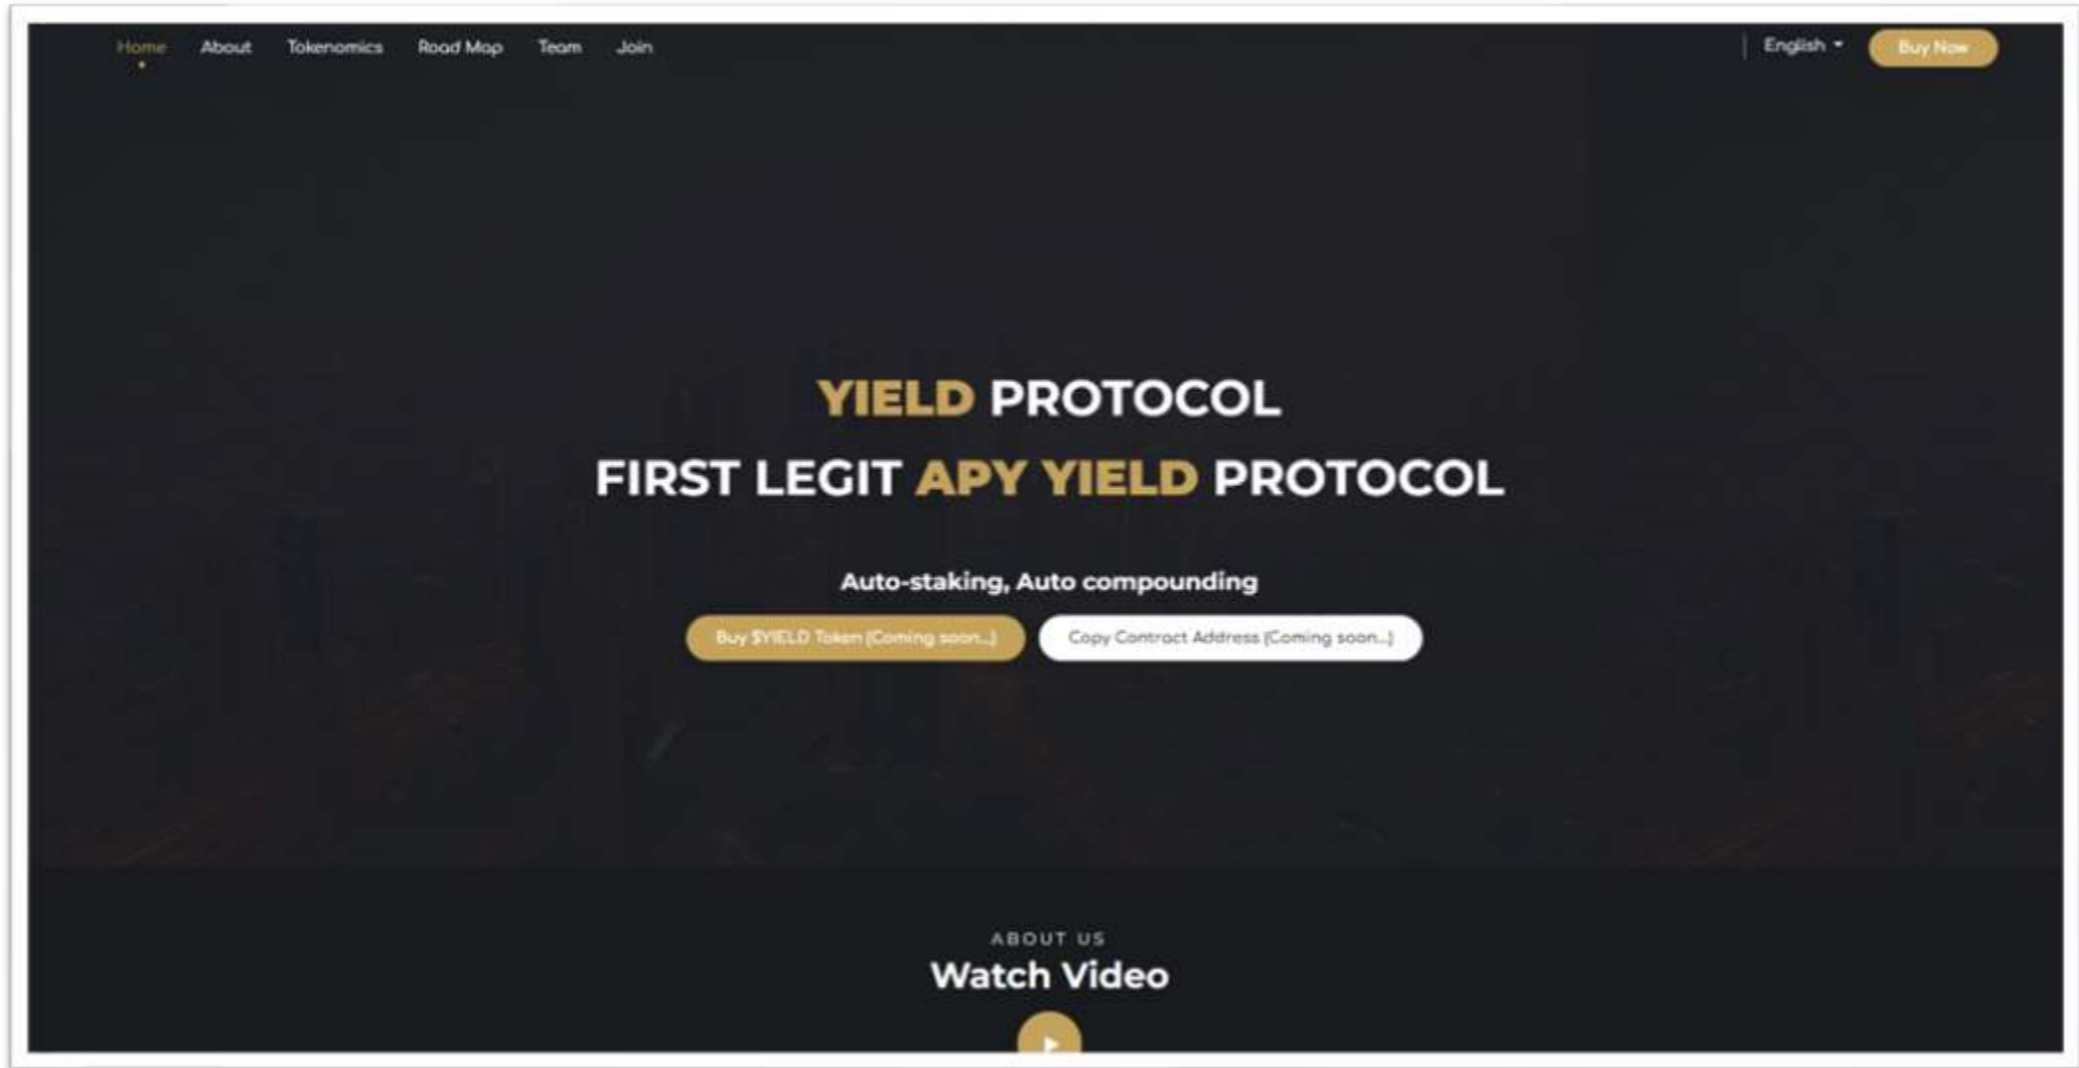 Home About Tokenomics Road Map Team Join English Buy Now
YIELD PROTOCOL
FIRST LEGIT APY YIELD PROTOCOL
Auto-staking, Auto compounding
Buy $YIELD Token (Coming soon...) Copy Contract Address (Coming soon...)
ABOUT US
Watch Video